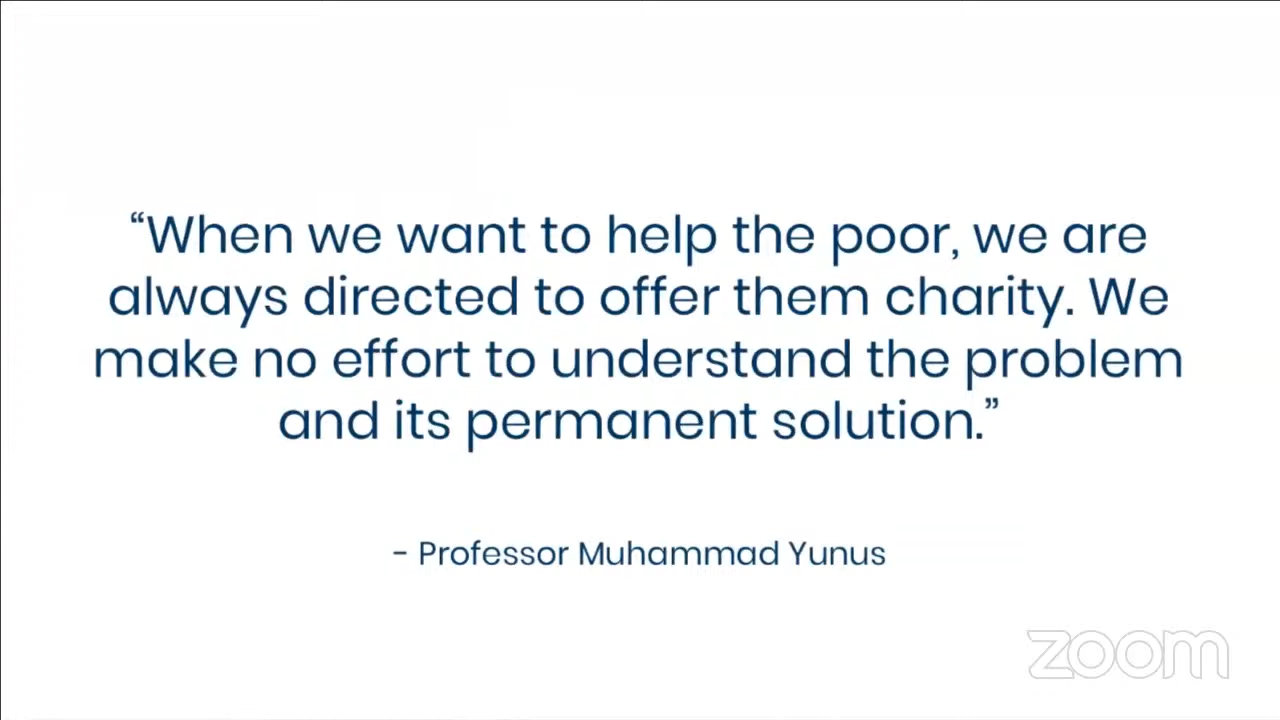 “When we want to help the poor, we are
always directed to offer them charity. We
make no effort to understand the problem
and its permanent solution.”
- Professor Muhammad Yunus
zoom